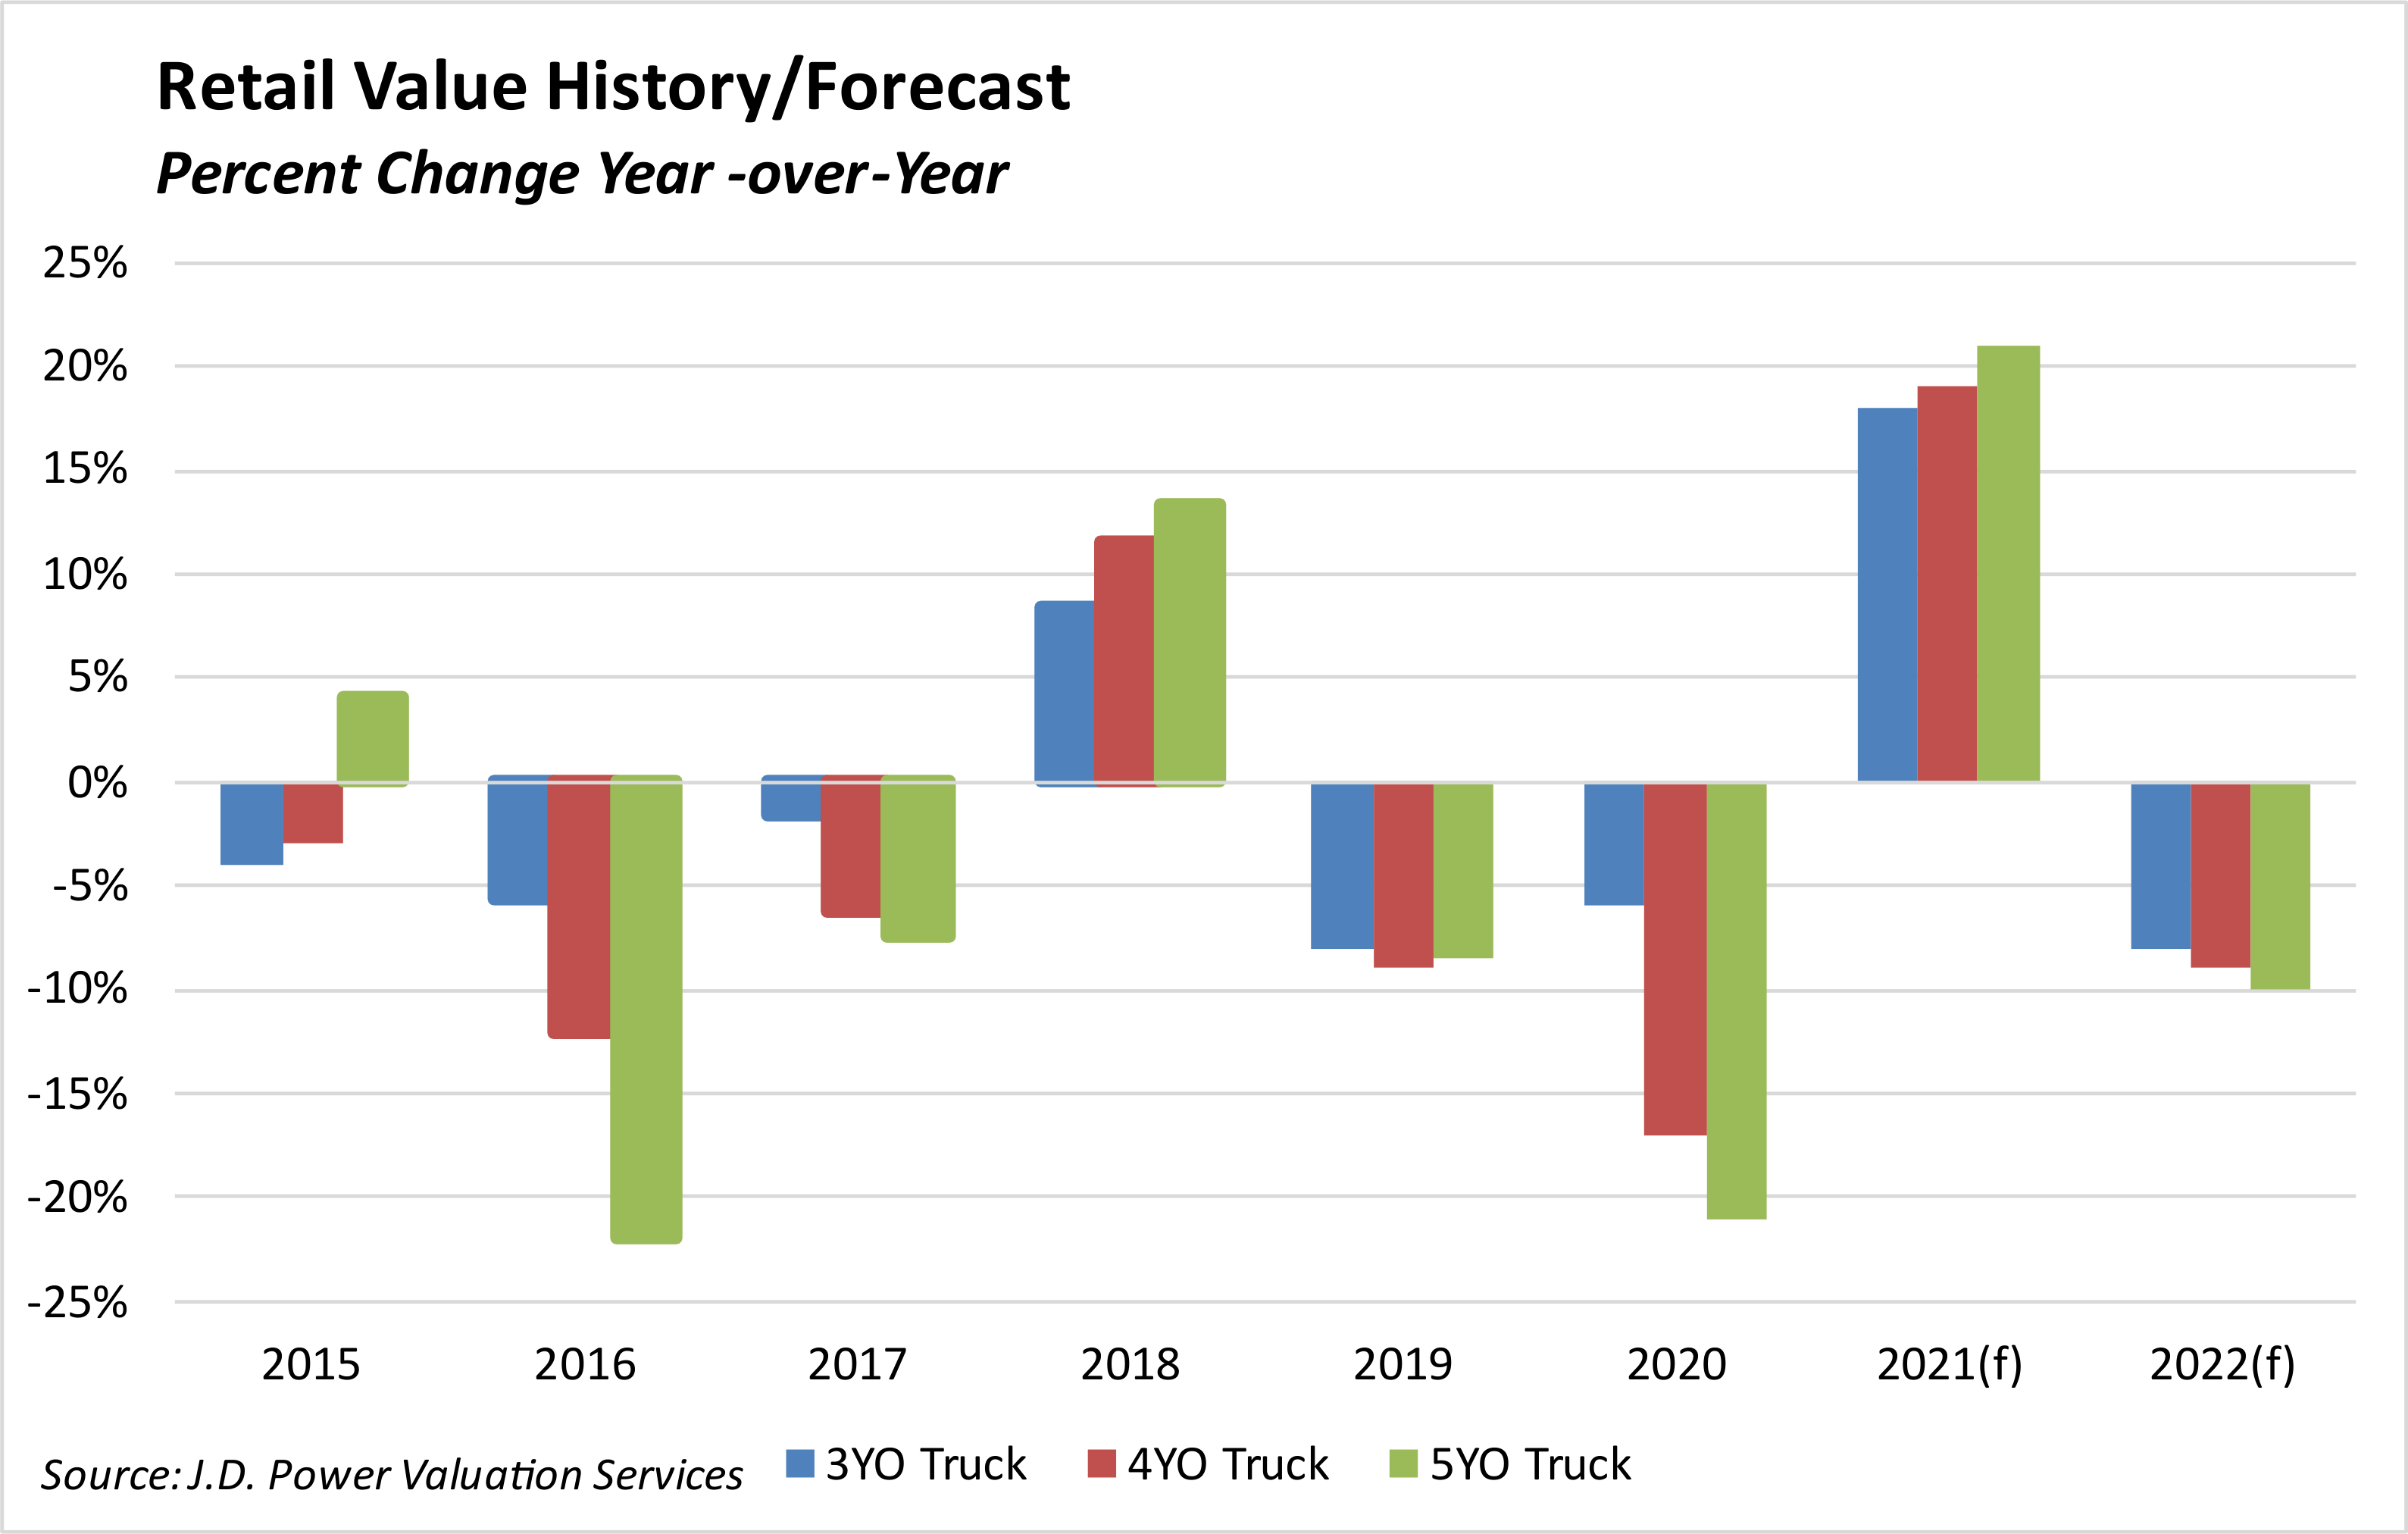 Retail Value History/Forecast
Percent Change Year -over-Year
25%
20%
15%
10%
5%
0%
-5%
-10%
-15%
-20%
-25%
2015 2016 2017 2018 2019 2020 2021(f) 2022(f)
3YO Truck 4YO Truck 5YO Truck
Source: J.D. Power Valuation Services